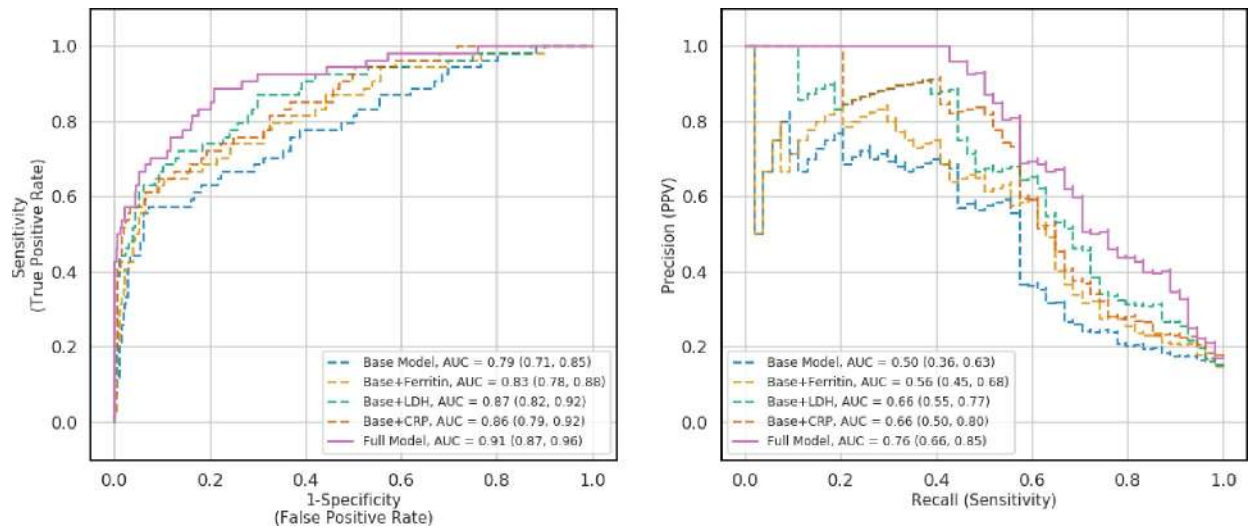 1.0
0.8
0.6
0.4
0.2
0.0
Sensitivity
(True Positive Rate)
Base Model, AUC = 0.79 (0.71, 0.85)
Base+Ferritin, AUC = 0.83 (0.78, 0.88)
Base+LDH, AUC = 0.87 (0.82, 0.92)
Base+CRP, AUC = 0.86 (0.79, 0.92)
Full Model, AUC = 0.91 (0.87, 0.96)
0.0 0.2 0.4 0.6 0.8 1.0
1-Specificity
(False Positive Rate)
1.0
0.8
0.6
0.4
0.2
0.0
Precision (PPV)
Base Model, AUC = 0.50 (0.36, 0.63)
Base+Ferritin, AUC = 0.56 (0.45, 0.68)
Base+LDH, AUC = 0.66 (0.55, 0.77)
Base+CRP, AUC = 0.66 (0.50, 0.80)
Full Model, AUC = 0.76 (0.66, 0.85)
0.0 0.2 0.4 0.6 0.8 1.0
Recall (Sensitivity)